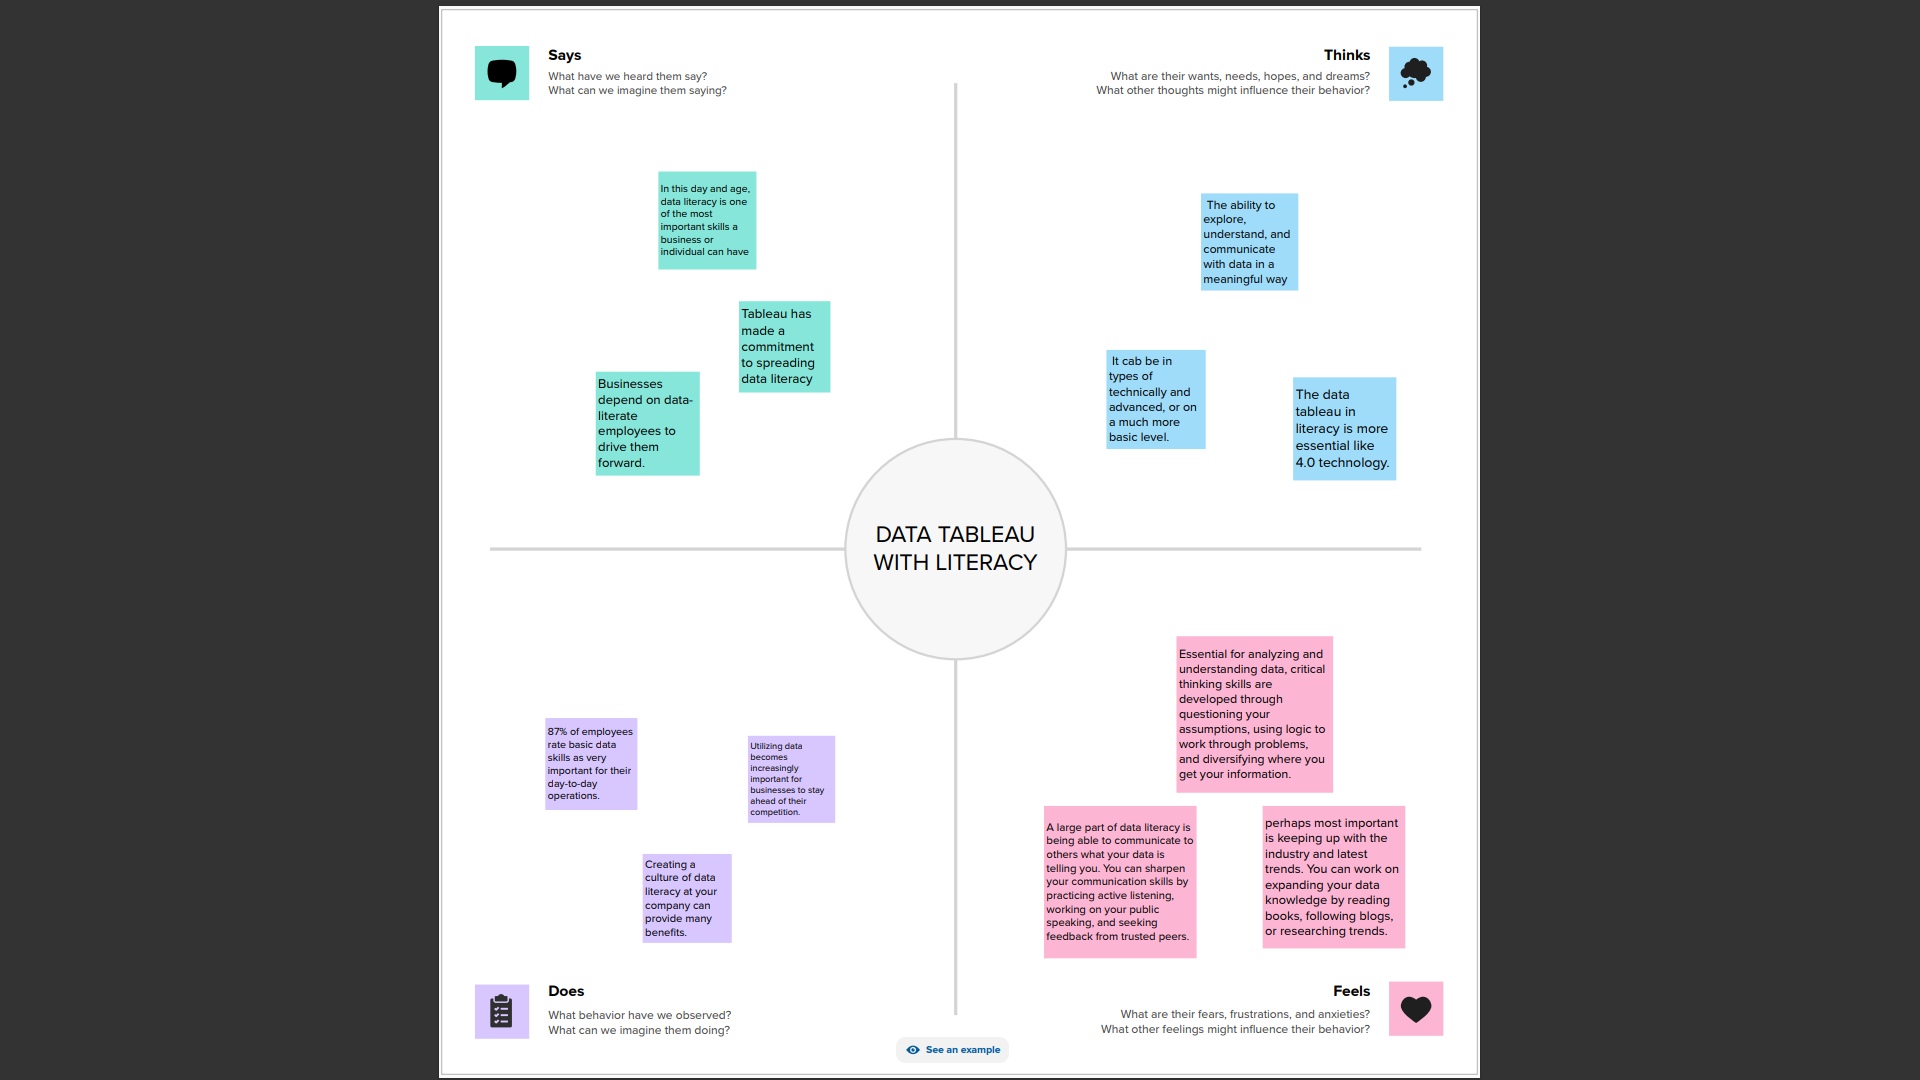 Says
What have we heard them say?
What can we imagine them saying?
Thinks
What are their wants, needs, hopes, and dreams?
What other thoughts might influence their behavior?
In this day and age,
data literacy is one
of the most
important skills a
business or
individual can have
Tableau has
made a
commitment
to spreading
data literacy
Businesses
depend on data-
literate
employees to
drive them
forward.
The ability to
explore,
understand, and
communicate
with data in a
meaningful way
It cab be in
types of
technically and
advanced, or on
a much more
basic level.
The data
tableau in
literacy is more
essential like
4.0 technology.
DATA TABLEAU
WITH LITERACY
87% of employees
rate basic data
skills as very
important for their
day-to-day
operations.
Utilizing data
becomes
increasingly
important for
businesses to stay
ahead of their
competition.
Creating a
culture of data
literacy at your
company can
provide many
benefits.
Essential for analyzing and
understanding data, critical
thinking skills are
developed through
questioning your
assumptions, using logic to
work through problems,
and diversifying where you
get your information.
A large part of data literacy is
being able to communicate to
others what your data is
telling you. You can sharpen
your communication skills by
practicing active listening,
working on your public
speaking, and seeking
feedback from trusted peers.
perhaps most important
is keeping up with the
industry and latest
trends. You can work on
expanding your data
knowledge by reading
books, following blogs,
or researching trends.
Does
What behavior have we observed?
What can we imagine them doing?
Feels
What are their fears, frustrations, and anxieties?
What other feelings might influence their behavior?
See an example